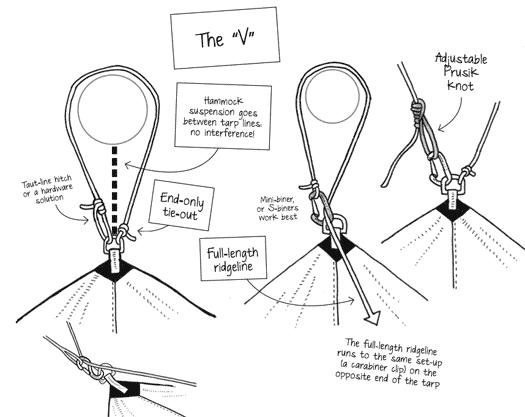 The "V"
Hammock
suspension goes
between tarp lines:
no interference!
Taut-line hitch
or a hardware
solution
End-only
tie-out
Mini-biner,
or S-biners
work best
Full-length
ridgeline
Adjustable
Prusik
knot
The full-length ridgeline
runs to the same set-up
(a carabiner clip) on the
opposite end of the tarp